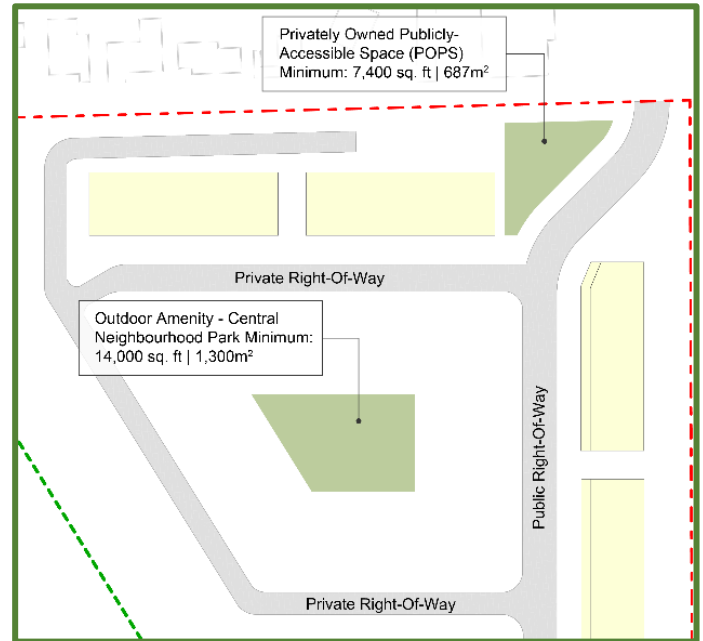 Privately Owned Publicly-
Accessible Space (POPS)
Minimum: 7,400 sq. ft | 687m²
Private Right-Of-Way
Outdoor Amenity - Central
Neighbourhood Park Minimum:
14,000 sq. ft | 1,300m²
Public Right-Of-Way
Private Right-Of-Way